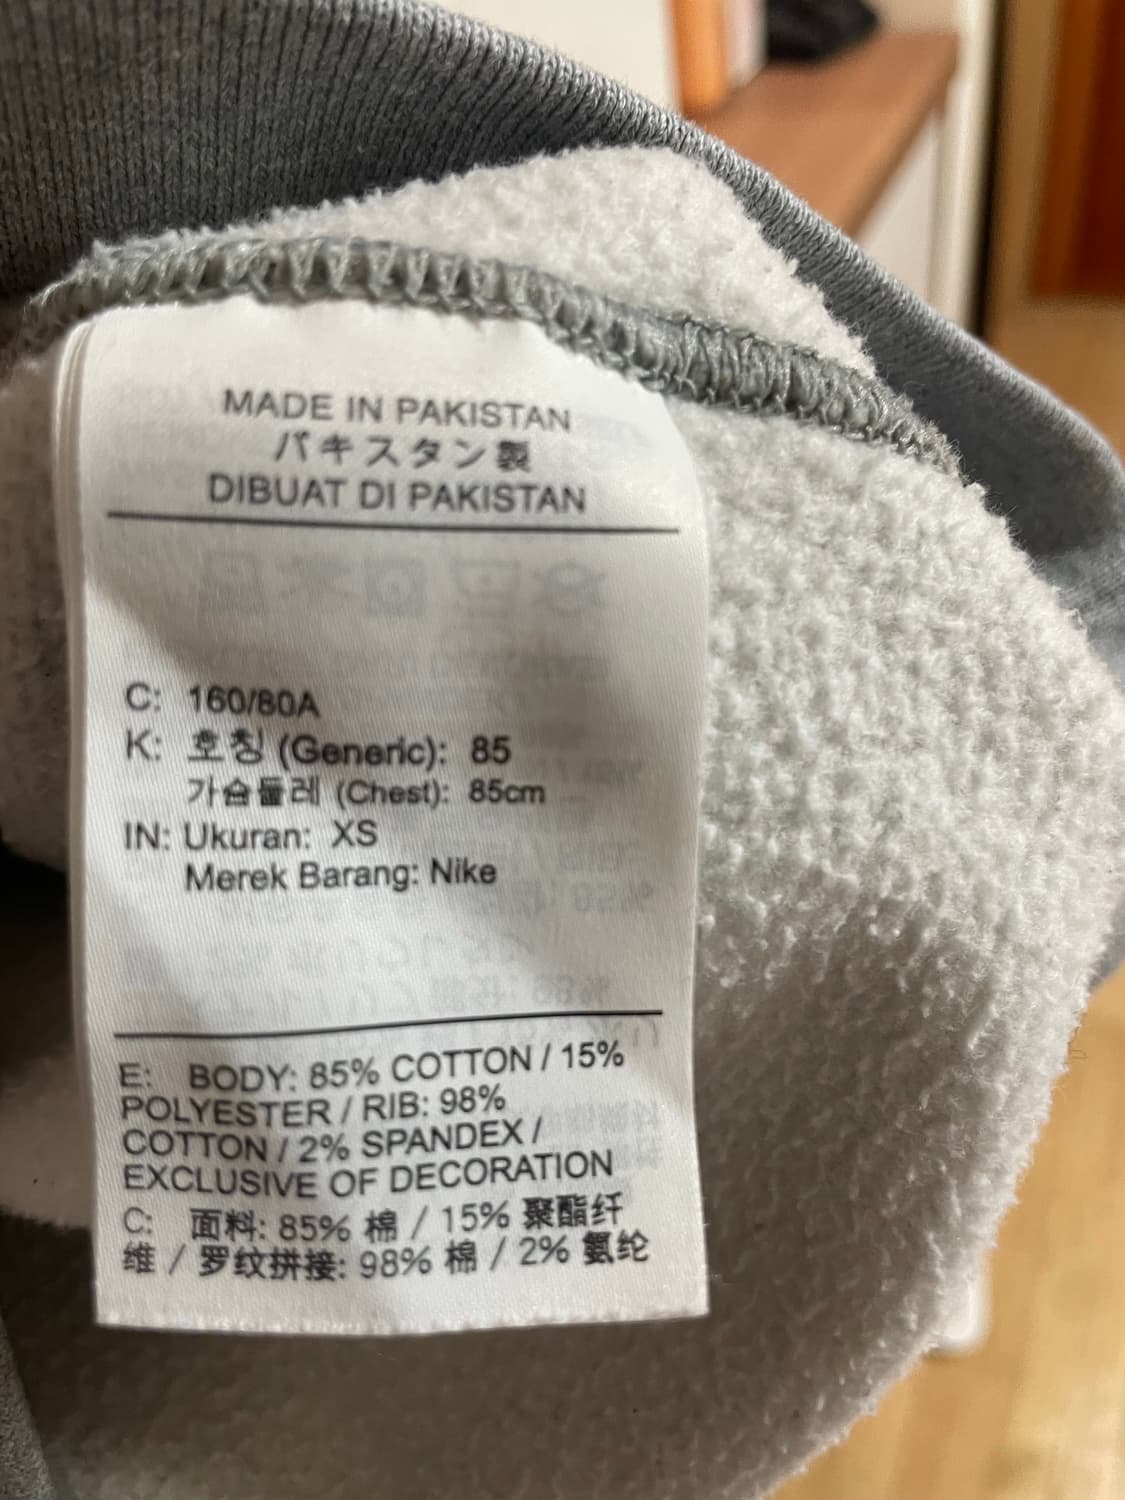 MADE IN PAKISTAN
パキスタン製
DIBUAT DI PAKISTAN
C: 160/80A
K: 호칭 (Generic): 85
가슴둘레 (Chest): 85cm
IN: Ukuran: XS
Merek Barang: Nike
E: BODY: 85% COTTON / 15%
POLYESTER / RIB: 98%
COTTON / 2% SPANDEX /
EXCLUSIVE OF DECORATION
C: 面料: 85% 棉 / 15% 聚酯纤
维 / 罗纹拼接: 98% 棉 / 2% 氨纶